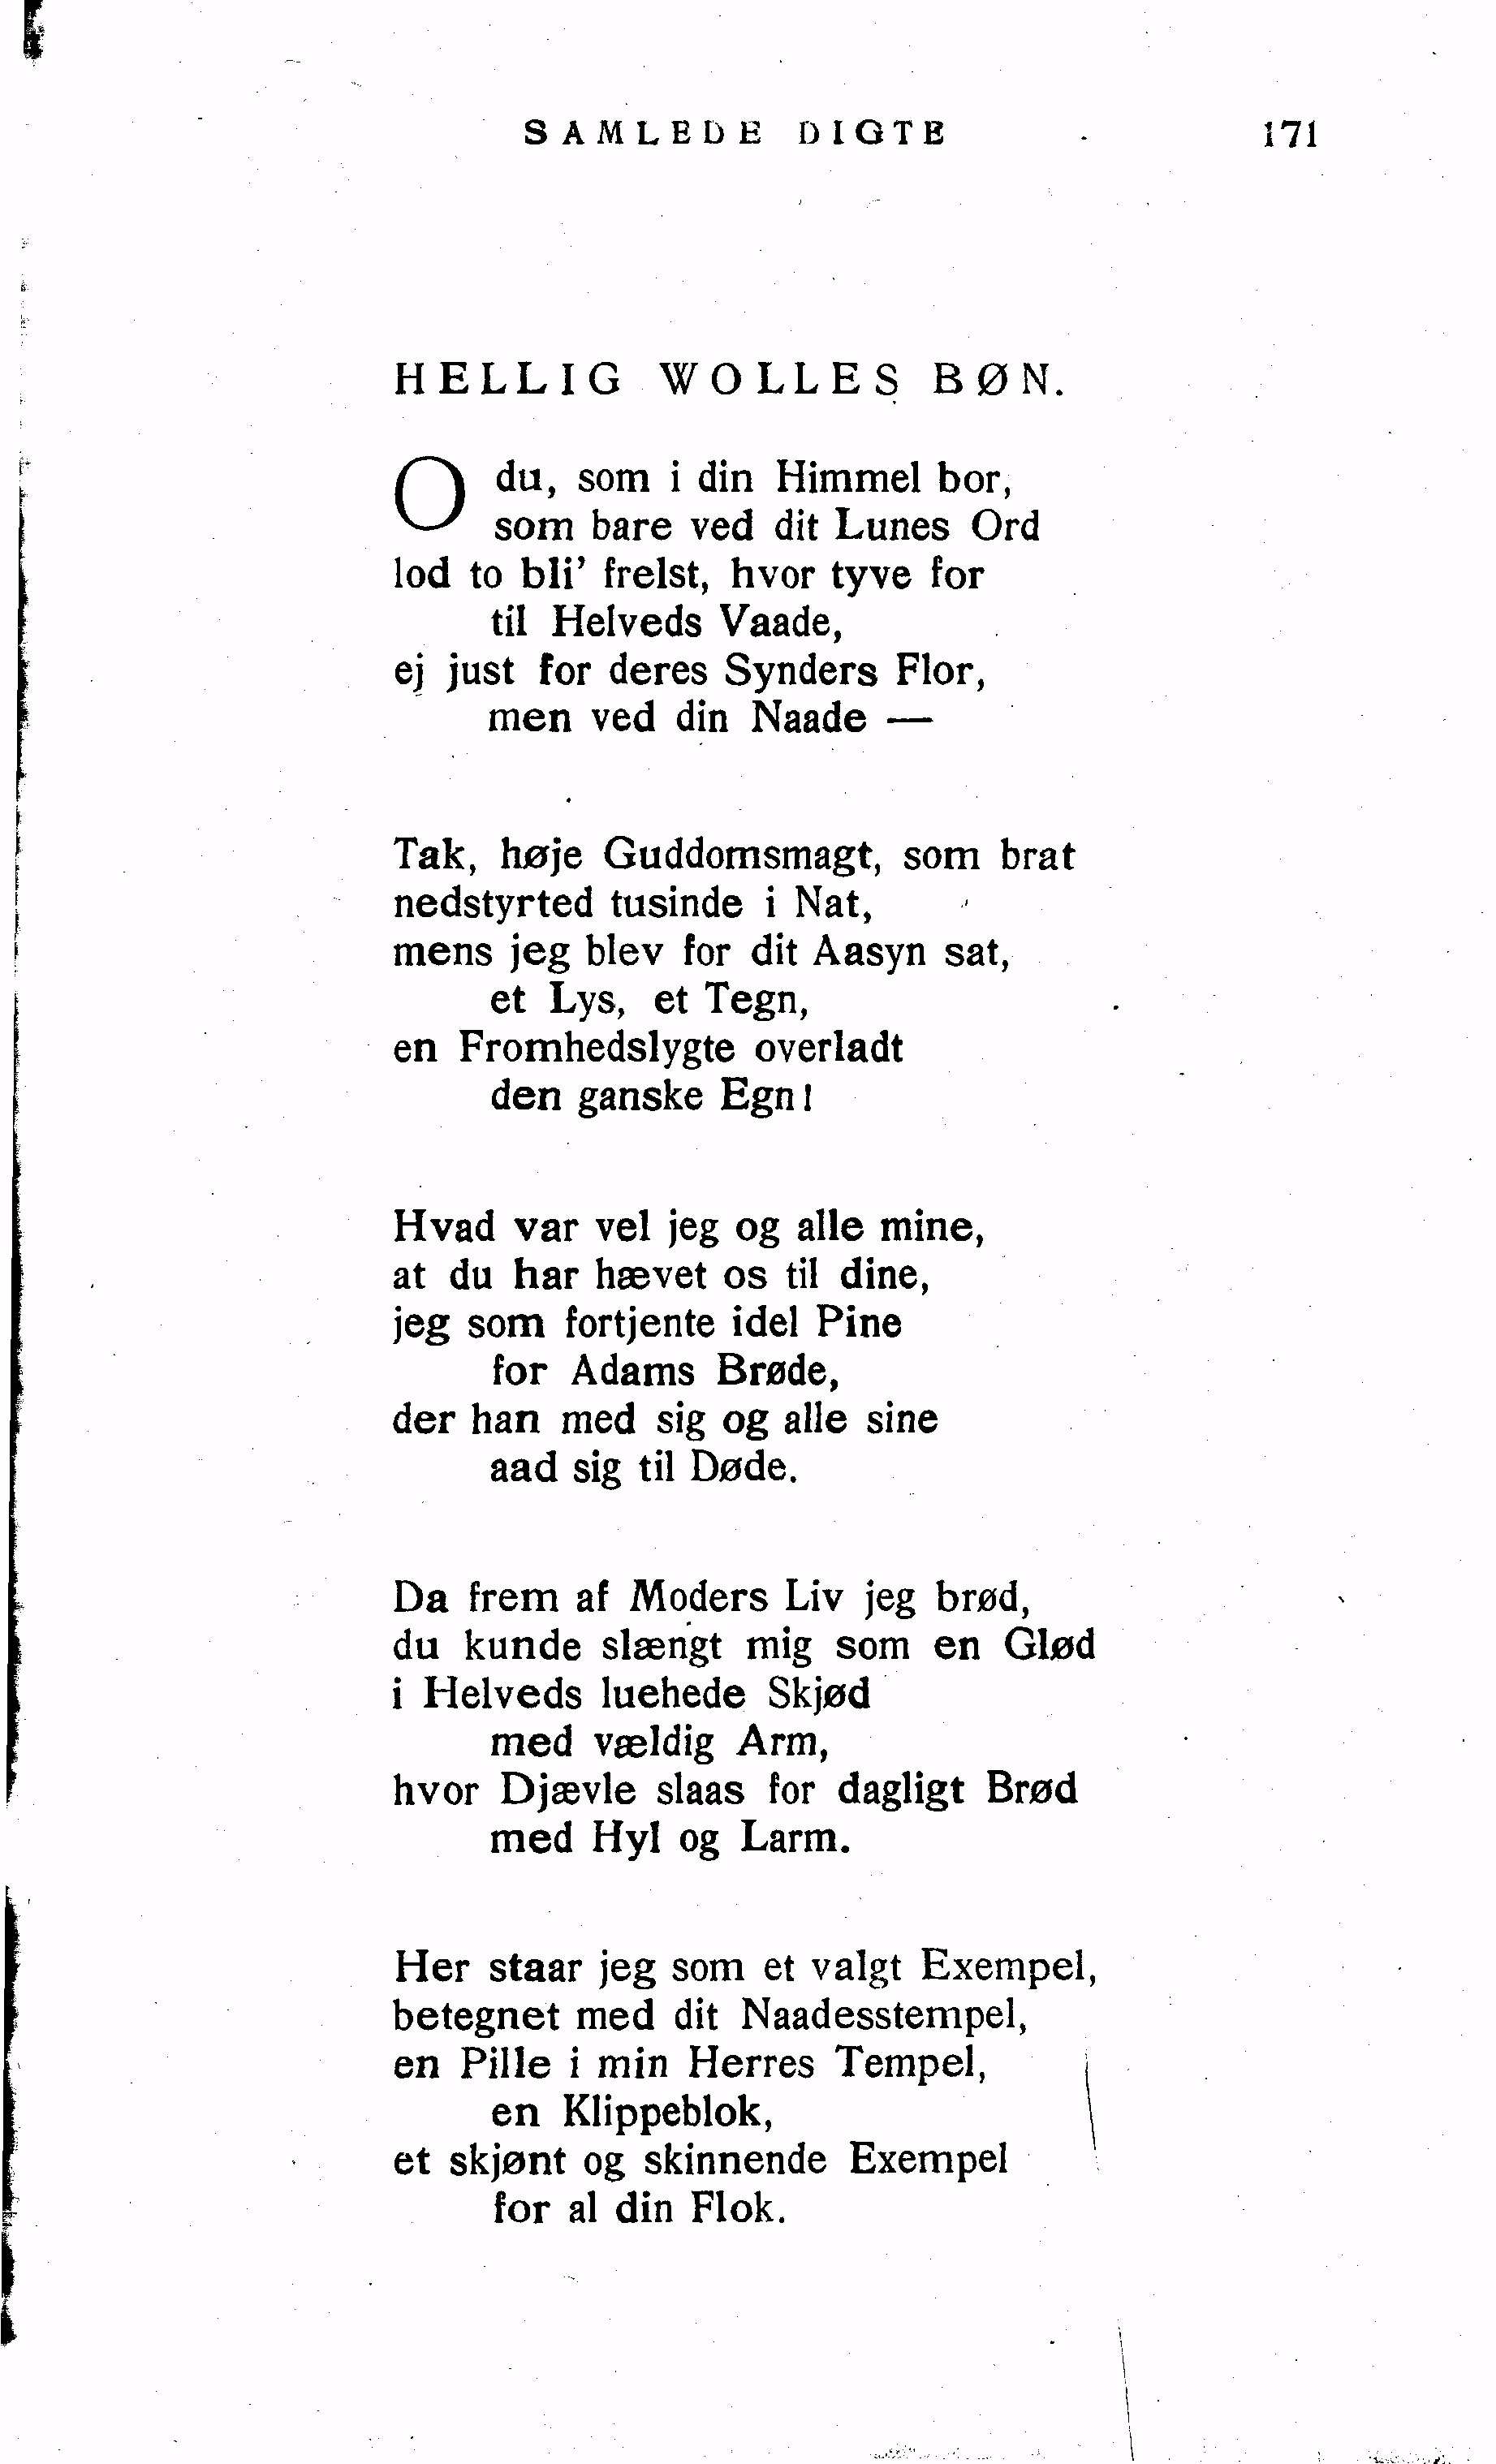 SAMLEDE DIGTE 171
HELLIG WOLLES BØN.
O du, som i din Himmel bor,
som bare ved dit Lunes Ord
lod to bli' frelst, hvor tyve for
til Helveds Vaade,
ej just for deres Synders Flor,
men ved din Naade —
Tak, høje Guddomsmagt, som brat
nedstyrted tusinde i Nat,
mens jeg blev for dit Aasyn sat,
et Lys, et Tegn,
en Fromhedslygte overladt
den ganske Egn!
Hvad var vel jeg og alle mine,
at du har hævet os til dine,
jeg som fortjente idel Pine
for Adams Brøde,
der han med sig og alle sine
aad sig til Døde.
Da frem af Moders Liv jeg brød,
du kunde slængt mig som en Glød
i Helveds luehede Skjød
med vældig Arm,
hvor Djævle slaas for dagligt Brød
med Hyl og Larm.
Her staar jeg som et valgt Exempel,
betegnet med dit Naadesstempel,
en Pille i min Herres Tempel,
en Klippeblok,
et skjønt og skinnende Exempel
for al din Flok.